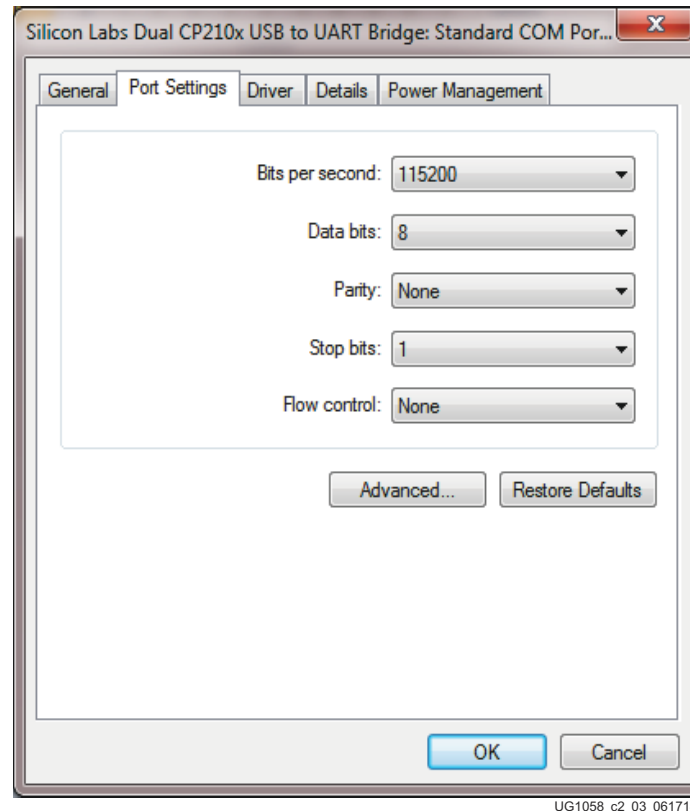 Silicon Labs Dual CP210x USB to UART Bridge: Standard COM Por...
General Port Settings Driver Details Power Management
Bits per second: 115200
Data bits: 8
Parity: None
Stop bits: 1
Flow control: None
Advanced... Restore Defaults
OK Cancel
UG1058_c2_03_06171